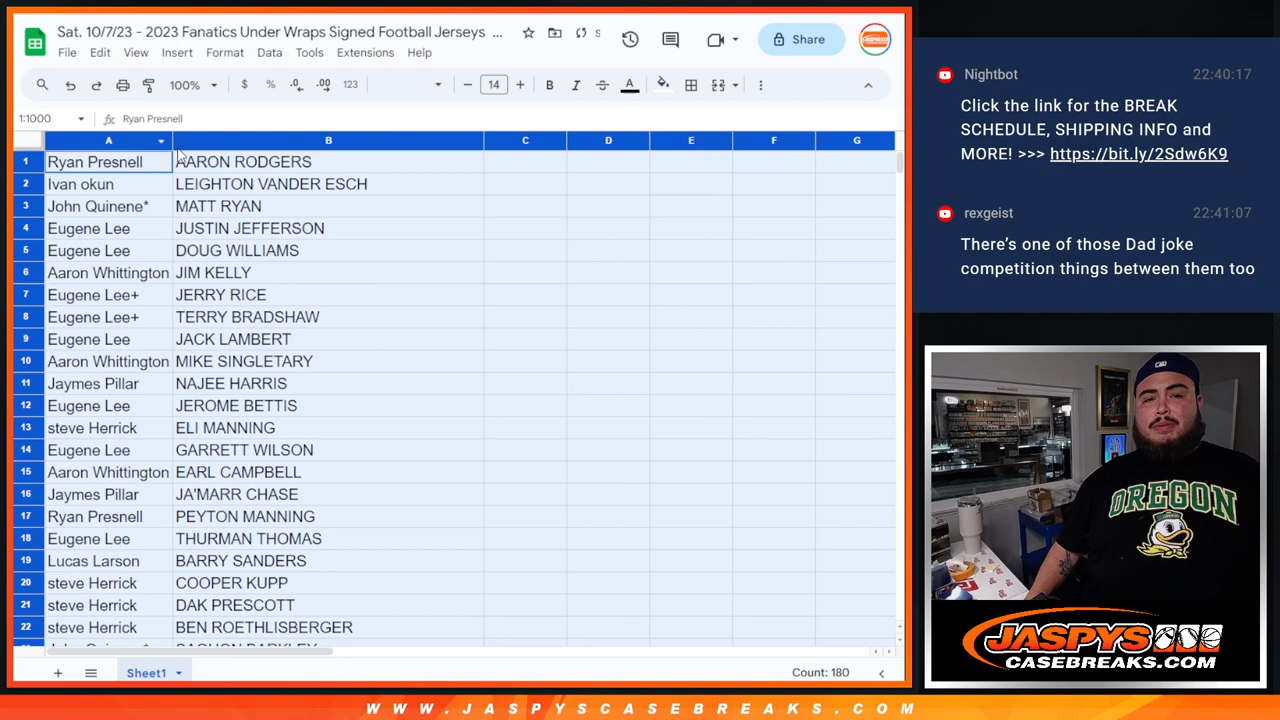 Sat. 10/7/23 - 2023 Fanatics Under Wraps Signed Football Jerseys ...
File Edit View Insert Format Data Tools Extensions Help
Share
100% $ % .0 .00 123 14 B I A
1:1000 fx Ryan Presnell
A B C D E F G
1 Ryan Presnell AARON RODGERS
2 Ivan okun LEIGHTON VANDER ESCH
3 John Quinene* MATT RYAN
4 Eugene Lee JUSTIN JEFFERSON
5 Eugene Lee DOUG WILLIAMS
6 Aaron Whittington JIM KELLY
7 Eugene Lee+ JERRY RICE
8 Eugene Lee+ TERRY BRADSHAW
9 Eugene Lee JACK LAMBERT
10 Aaron Whittington MIKE SINGLETARY
11 Jaymes Pillar NAJEE HARRIS
12 Eugene Lee JEROME BETTIS
13 steve Herrick ELI MANNING
14 Eugene Lee GARRETT WILSON
15 Aaron Whittington EARL CAMPBELL
16 Jaymes Pillar JA'MARR CHASE
17 Ryan Presnell PEYTON MANNING
18 Eugene Lee THURMAN THOMAS
19 Lucas Larson BARRY SANDERS
20 steve Herrick COOPER KUPP
21 steve Herrick DAK PRESCOTT
22 steve Herrick BEN ROETHLISBERGER
Sheet1
Count: 180
Nightbot 22:40:17
Click the link for the BREAK
SCHEDULE, SHIPPING INFO and
MORE! >>> https://bit.ly/2Sdw6K9
rexgeist 22:41:07
There's one of those Dad joke
competition things between them too
OREGON
JASPYS
CASEBREAKS.COM
WWW.JASPYSCASEBREAKS.COM